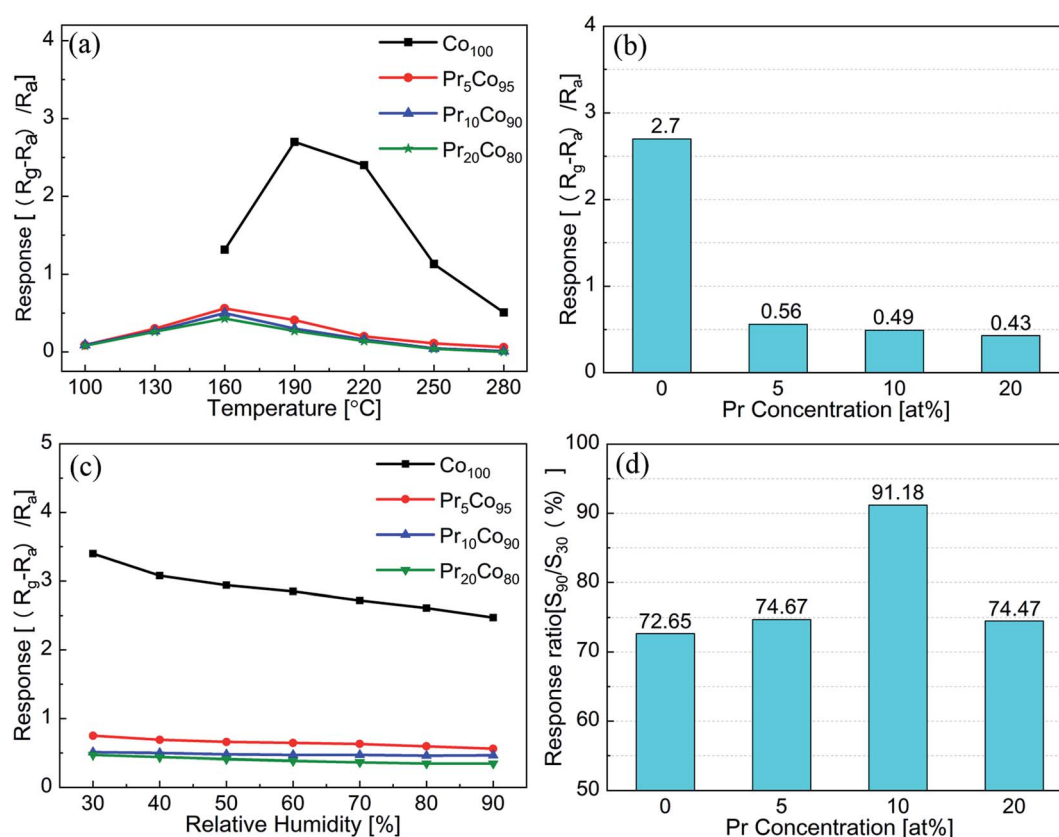 (a)
Co100
Pr5Co95
Pr10Co90
Pr20Co80
Response [ (Rg-Ra) /Ra]
4
3
2
1
0
100 130 160 190 220 250 280
Temperature [°C]
(b)
Response [ (Rg-Ra) /Ra]
4
3
2
1
0
2.7
0.56
0.49
0.43
0 5 10 20
Pr Concentration [at%]
(c)
Co100
Pr5Co95
Pr10Co90
Pr20Co80
Response [ (Rg-Ra) /Ra]
5
4
3
2
1
0
30 40 50 60 70 80 90
Relative Humidity [%]
(d)
Response ratio[S90/S30 (%) ]
100
90
80
70
60
50
72.65
74.67
91.18
74.47
0 5 10 20
Pr Concentration [at%]